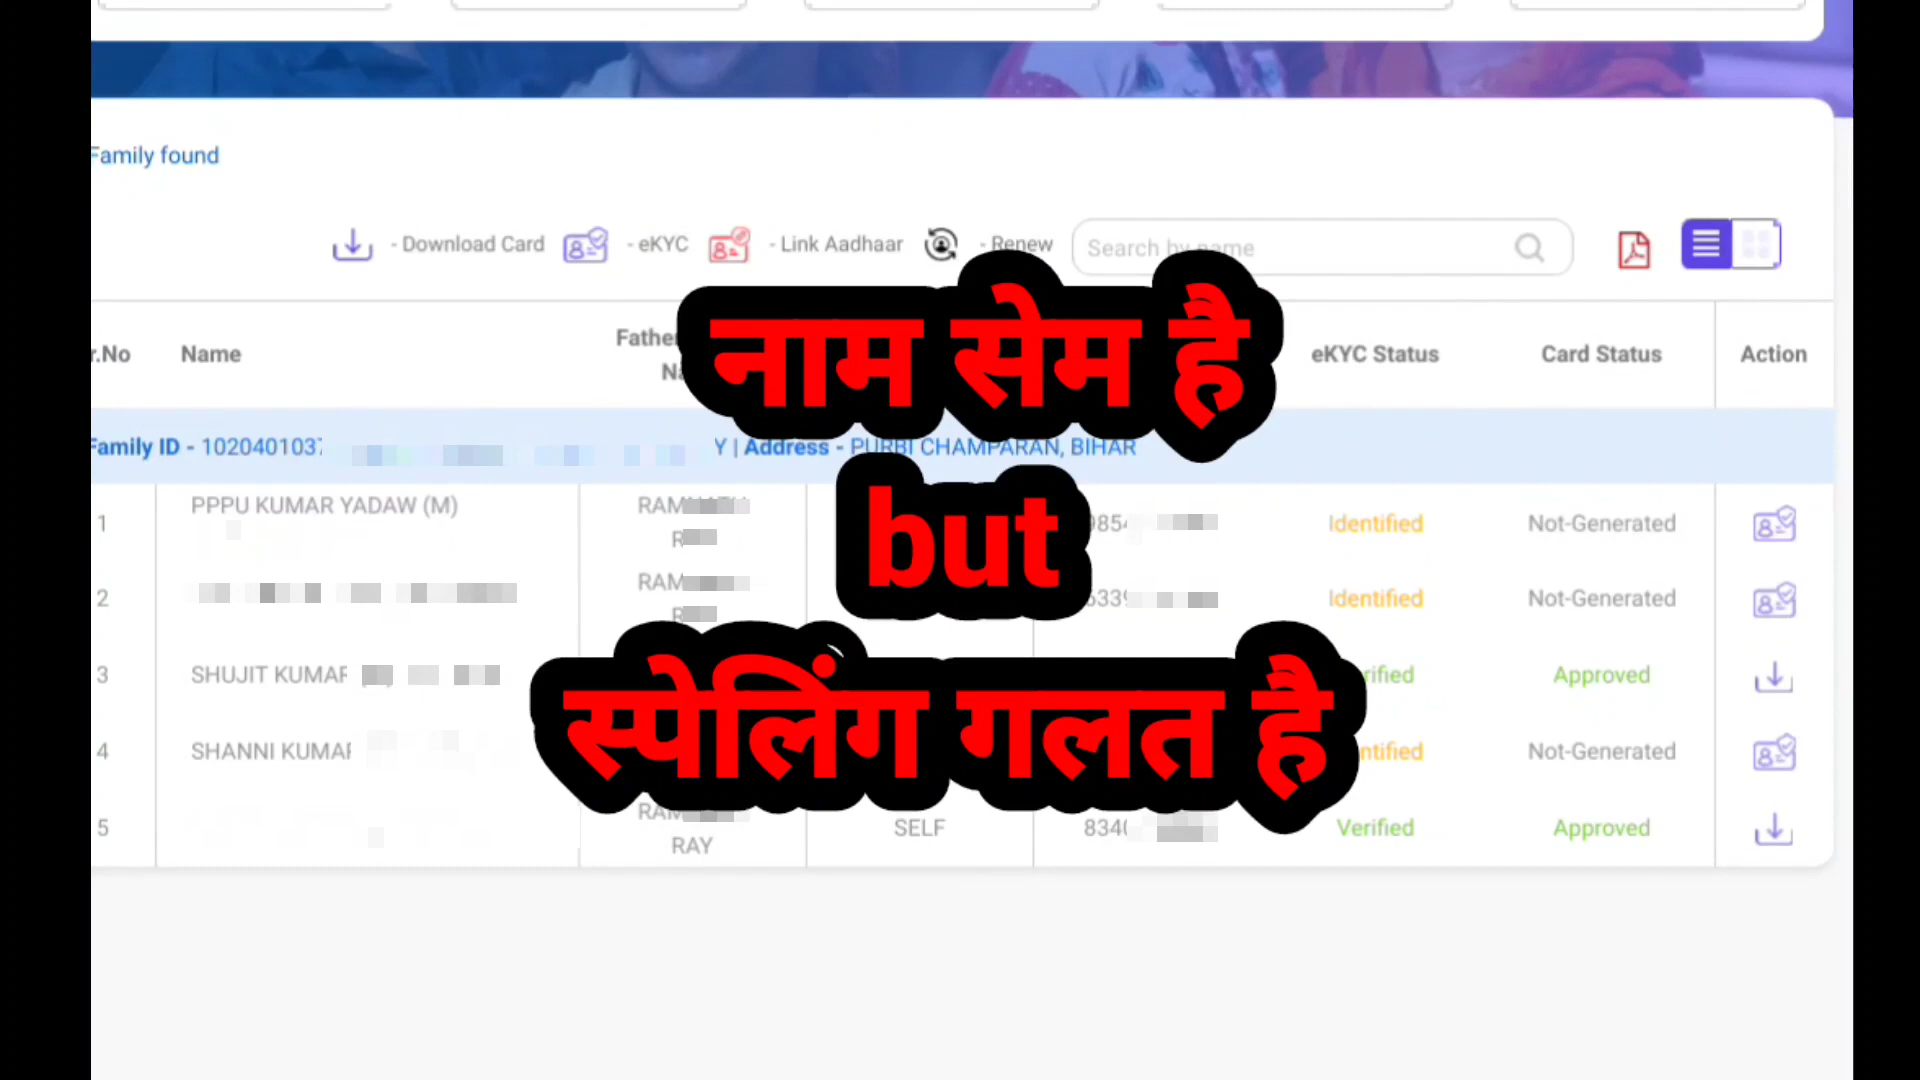 Family found
- Download Card - eKYC - Link Aadhaar - Renew Search by name
नाम सेम है
but
स्पेलिंग गलत है
r.No Name eKYC Status Card Status Action
Family ID - 102040103 Y | Address - PURBI CHAMPARAN, BIHAR
1 PPPU KUMAR YADAW (M) Identified Not-Generated
2 Identified Not-Generated
3 SHUJIT KUMAR Approved
4 SHANNI KUMAR Not-Generated
5 RAY SELF 8340 Verified Approved